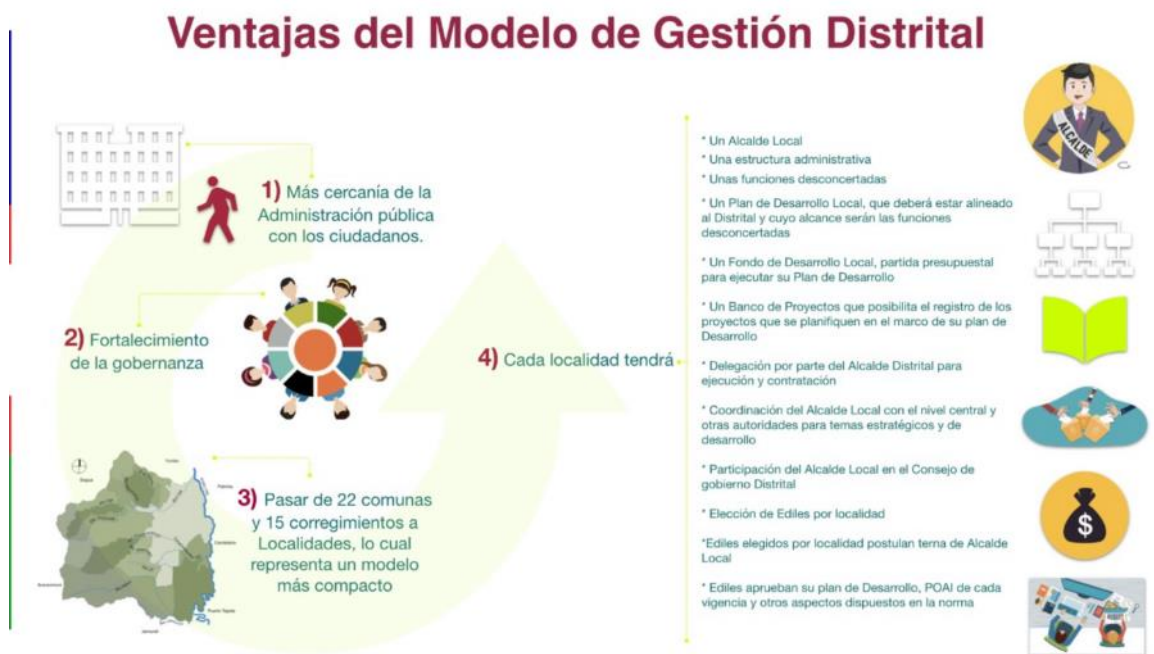 Ventajas del Modelo de Gestión Distrital
1) Más cercanía de la
Administración pública
con los ciudadanos.
2) Fortalecimiento
de la gobernanza
3) Pasar de 22 comunas
y 15 corregimientos a
Localidades, lo cual
representa un modelo
más compacto
4) Cada localidad tendrá
* Un Alcalde Local
* Una estructura administrativa
* Unas funciones desconcertadas
* Un Plan de Desarrollo Local, que deberá estar alineado
al Distrital y cuyo alcance serán las funciones
desconcertadas
* Un Fondo de Desarrollo Local, partida presupuestal
para ejecutar su Plan de Desarrollo
* Un Banco de Proyectos que posibilita el registro de los
proyectos que se planifiquen en el marco de su plan de
Desarrollo
* Delegación por parte del Alcalde Distrital para
ejecución y contratación
* Coordinación del Alcalde Local con el nivel central y
otras autoridades para temas estratégicos y de
desarrollo
* Participación del Alcalde Local en el Consejo de
gobierno Distrital
* Elección de Ediles por localidad
*Ediles elegidos por localidad postulan terna de Alcalde
Local
* Ediles aprueban su plan de Desarrollo, POAI de cada
vigencia y otros aspectos dispuestos en la norma
ALCALDE
$
Yumbo
Palmira
Candelaria
Puerto Tejada
Jamundí
Buenaventura